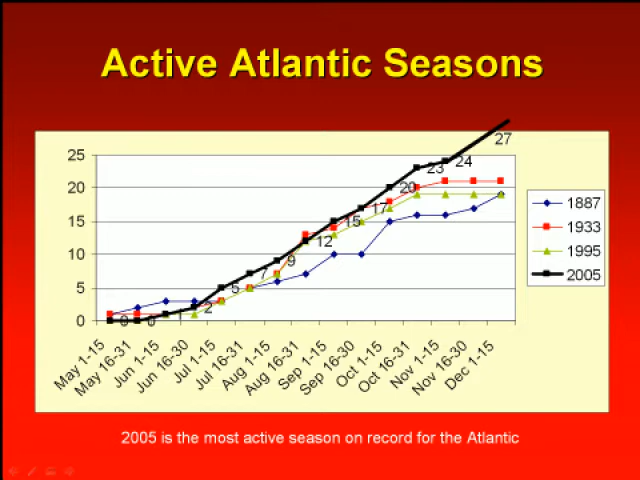 Active Atlantic Seasons
27
25
20
15
10
5
0
0
0
1
2
5
7
9
12
15
17
20
23
24
1887
1933
1995
2005
May 1-15
May 16-31
Jun 1-15
Jun 16-30
Jul 1-15
Jul 16-31
Aug 1-15
Aug 16-31
Sep 1-15
Sep 16-30
Oct 1-15
Oct 16-31
Nov 1-15
Nov 16-30
Dec 1-15
2005 is the most active season on record for the Atlantic